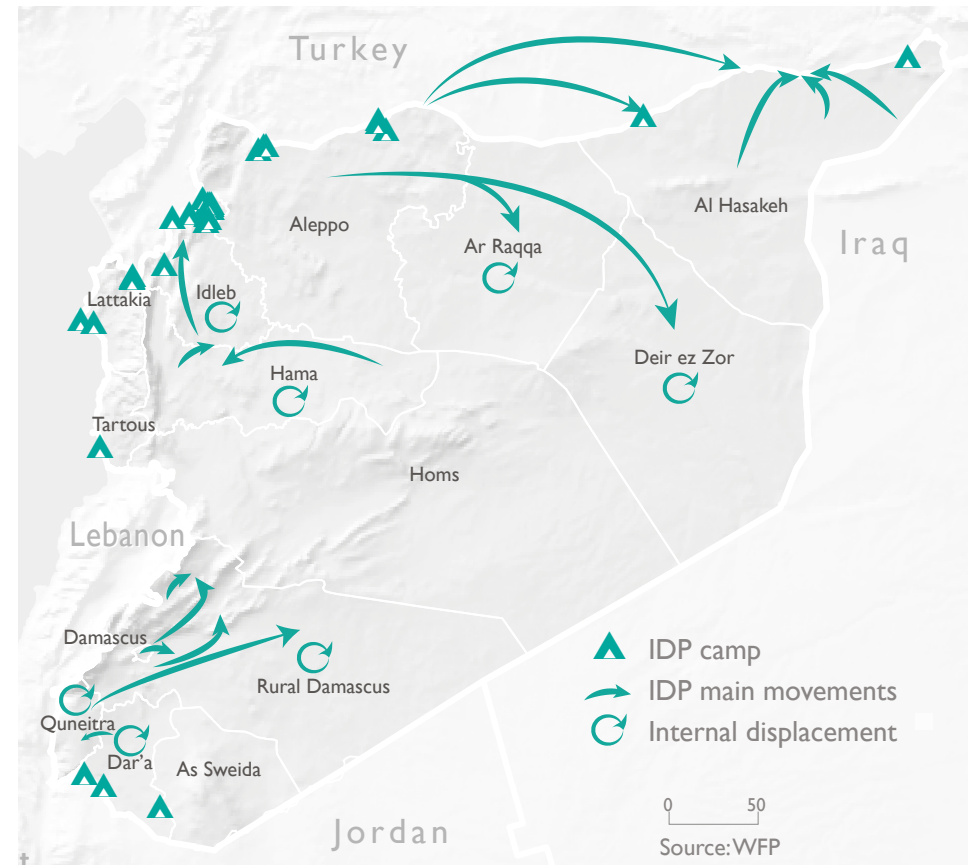 Turkey
Al Hasakeh
Aleppo
Iraq
Ar Raqqa
Idleb
Lattakia
Deir ez Zor
Hama
Tartous
Homs
Lebanon
Damascus
IDP camp
Rural Damascus
IDP main movements
Quneitra
Internal displacement
Dar'a
As Sweida
0 50
Jordan
Source: WFP
t